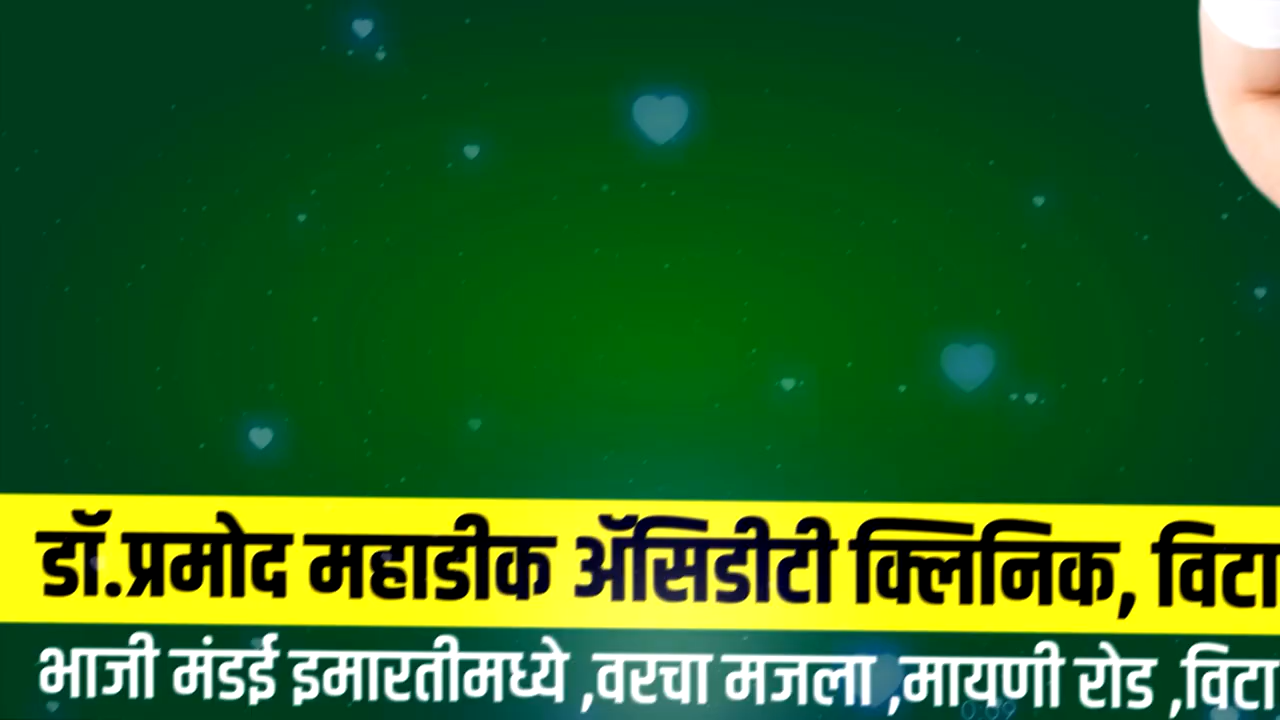 डॉ.प्रमोद महाडीक ॲसिडीटी क्लिनिक, विटा
भाजी मंडई इमारतीमध्ये ,वरचा मजला ,मायणी रोड ,विटा